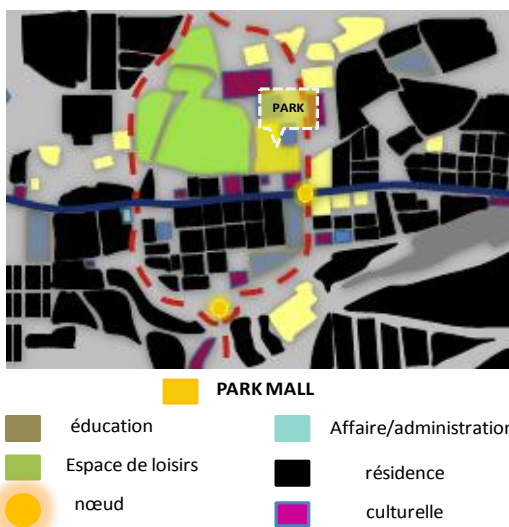 PARK
PARK MALL
éducation
Affaire/administration
Espace de loisirs
résidence
nœud
culturelle